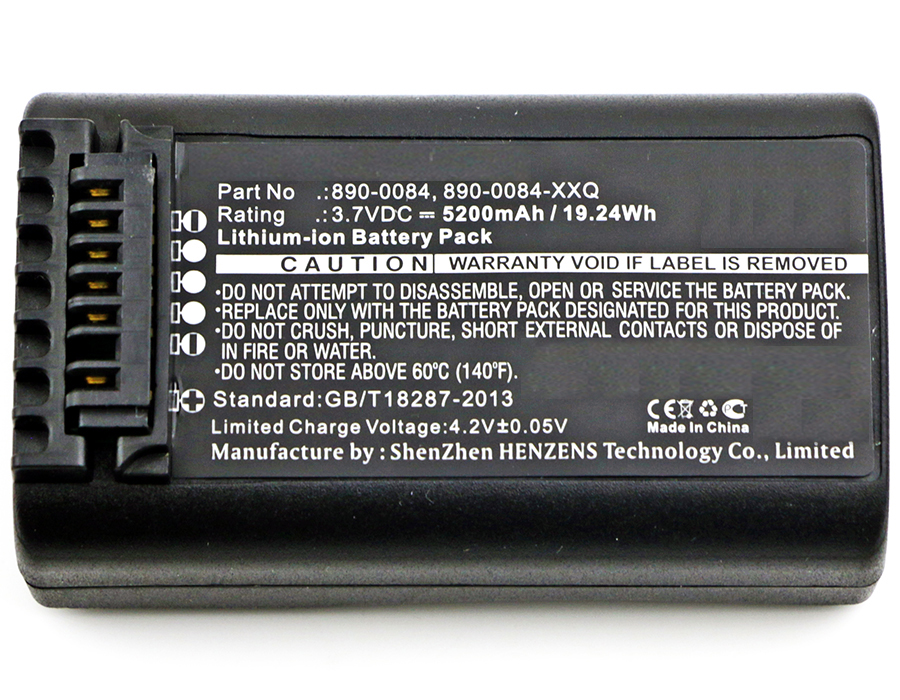 Part No .:890-0084, 890-0084-XXQ
Rating .:3.7VDC ⎓ 5200mAh / 19.24Wh
Lithium-ion Battery Pack
CAUTION WARRANTY VOID IF LABEL IS REMOVED
•DO NOT ATTEMPT TO DISASSEMBLE, OPEN OR SERVICE THE BATTERY PACK.
•REPLACE ONLY WITH THE BATTERY PACK DESIGNATED FOR THIS PRODUCT.
•DO NOT CRUSH, PUNCTURE, SHORT EXTERNAL CONTACTS OR DISPOSE OF
IN FIRE OR WATER.
•DO NOT STORE ABOVE 60°C (140°F).
Standard:GB/T18287-2013
Limited Charge Voltage:4.2V±0.05V
CE
Made In China
Manufacture by : ShenZhen HENZENS Technology Co., Limited